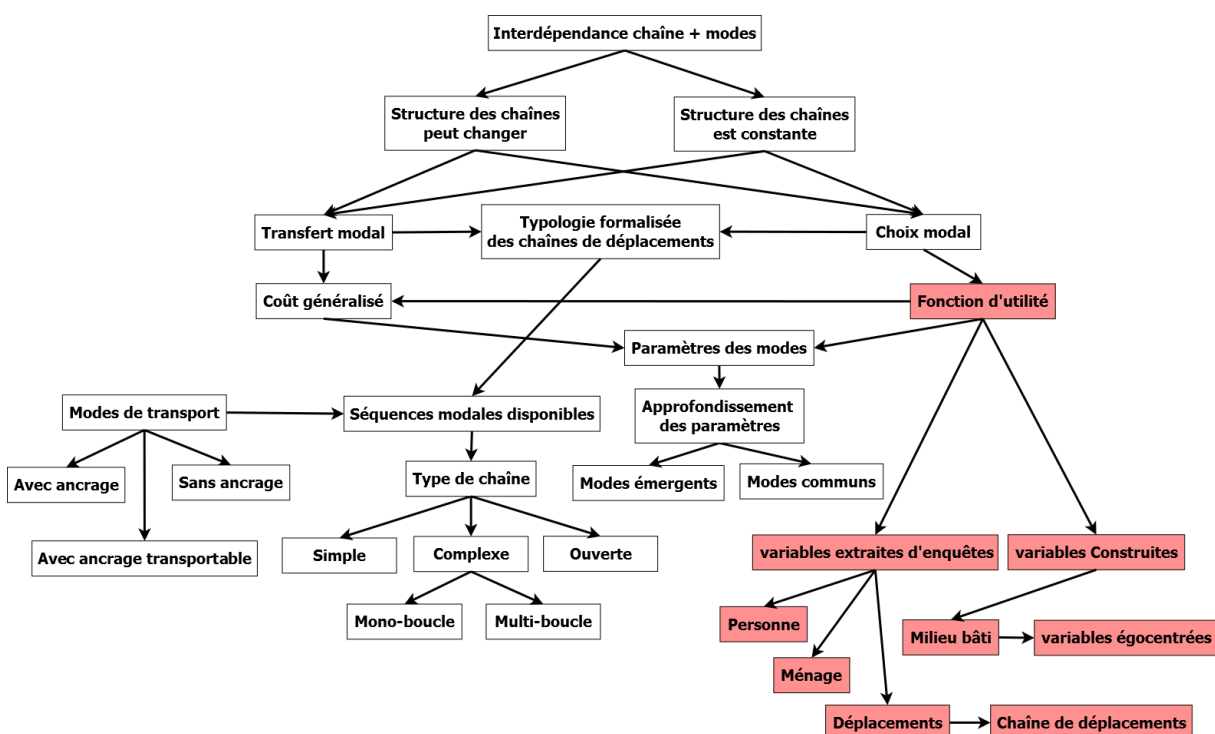 Interdépendance chaîne + modes
Structure des chaînes
peut changer
Structure des chaînes
est constante
Transfert modal
Typologie formalisée
des chaînes de déplacements
Choix modal
Coût généralisé
Fonction d'utilité
Paramètres des modes
Modes de transport
Séquences modales disponibles
Approfondissement
des paramètres
Avec ancrage
Sans ancrage
Type de chaîne
Modes émergents
Modes communs
Avec ancrage transportable
Simple
Complexe
Ouverte
variables extraites d'enquêtes
variables Construites
Mono-boucle
Multi-boucle
Personne
Milieu bâti
variables égocentrées
Ménage
Déplacements
Chaîne de déplacements